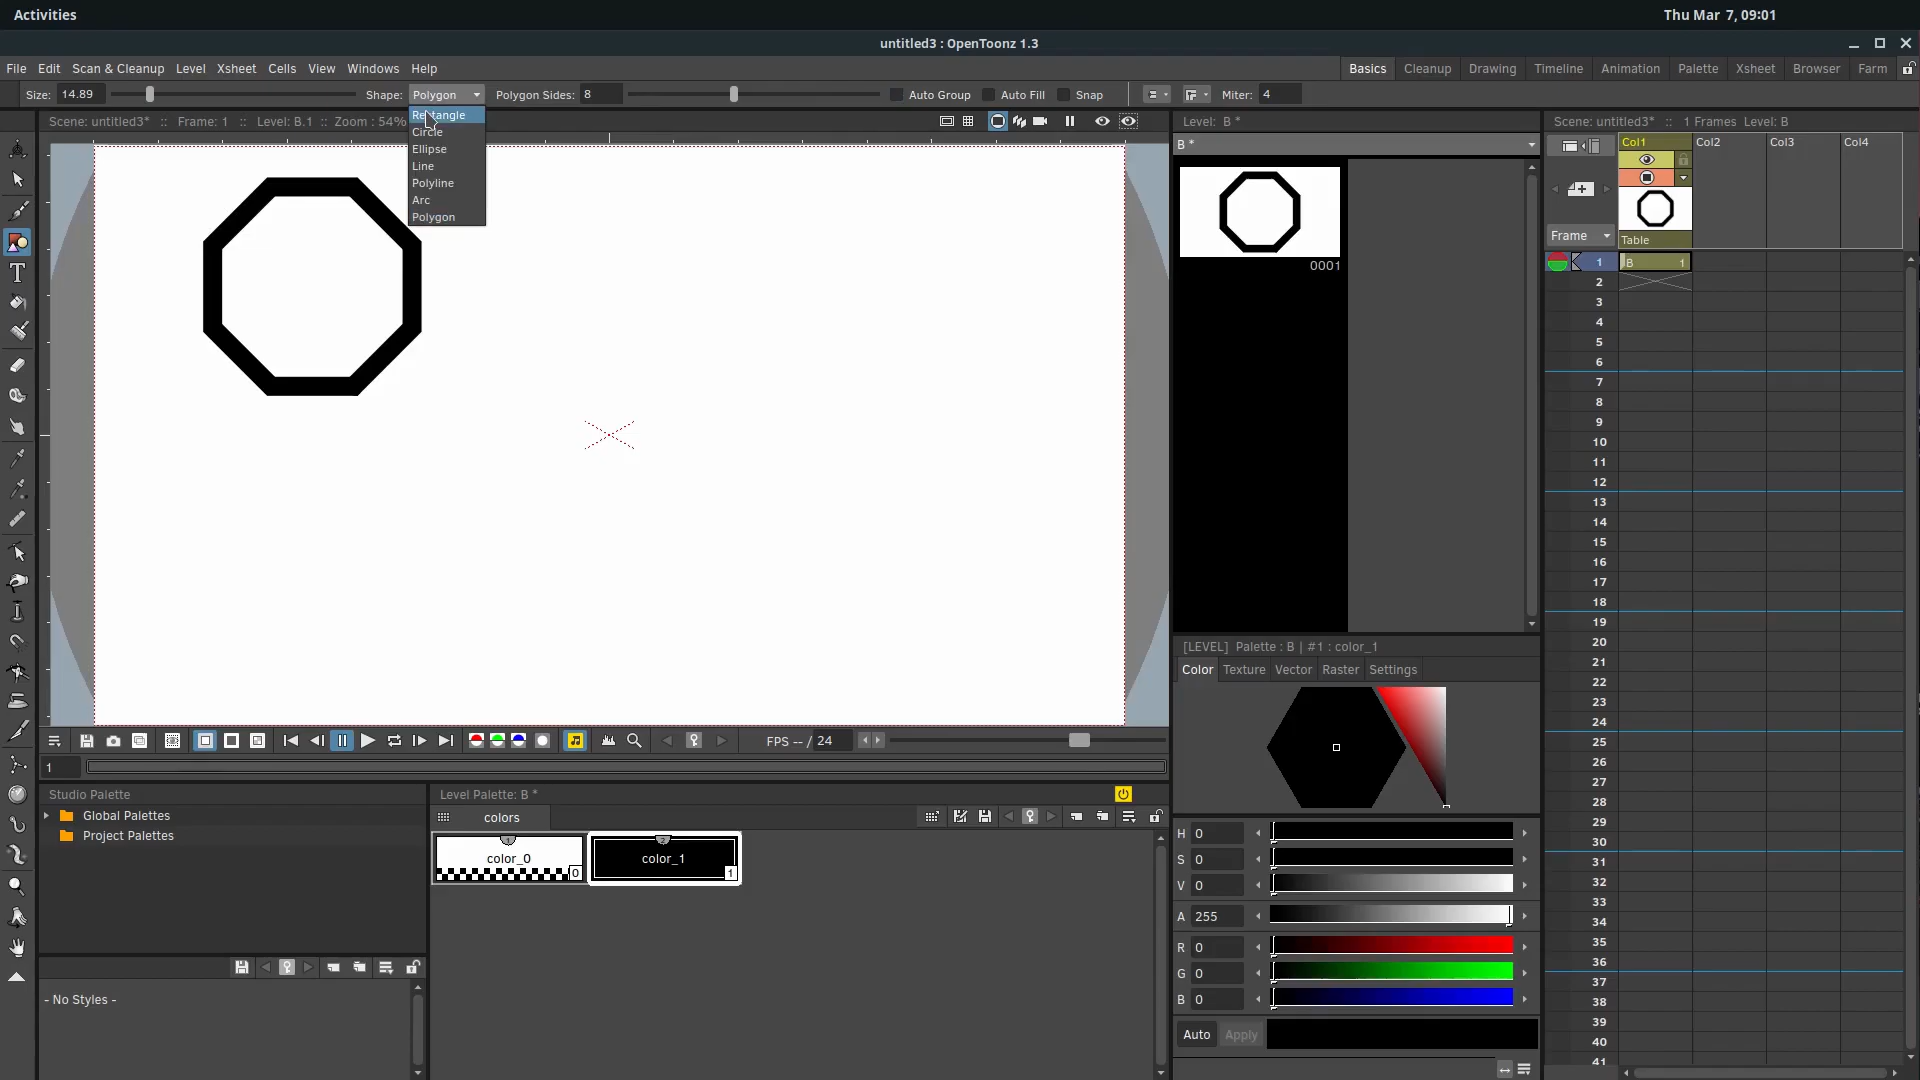 Activities
Thu Mar 7, 09:01
untitled3 : OpenToonz 1.3
File Edit Scan & Cleanup Level Xsheet Cells View Windows Help
Basics Cleanup Drawing Timeline Animation Palette Xsheet Browser Farm
Size: 14.89 Shape: Polygon Polygon Sides: 8 Auto Group Auto Fill Snap Miter: 4
Rectangle
Circle
Ellipse
Line
Polyline
Arc
Polygon
Scene: untitled3* :: Frame: 1 :: Level: B.1 :: Zoom : 54%
Level: B *
B *
0001
Scene: untitled3* :: 1 Frames Level: B
Col1 Col2 Col3 Col4
Frame
Table
1 B 1
2
3
4
5
6
7
8
9
10
11
12
13
14
15
16
17
18
19
20
21
22
23
24
25
26
27
28
29
30
31
32
33
34
35
36
37
38
39
40
41
[LEVEL] Palette : B | #1 : color_1
Color Texture Vector Raster Settings
H 0
S 0
V 0
A 255
R 0
G 0
B 0
Auto Apply
FPS -- / 24
1
Studio Palette
Global Palettes
Project Palettes
- No Styles -
Level Palette: B *
colors
color_0 0
color_1 1